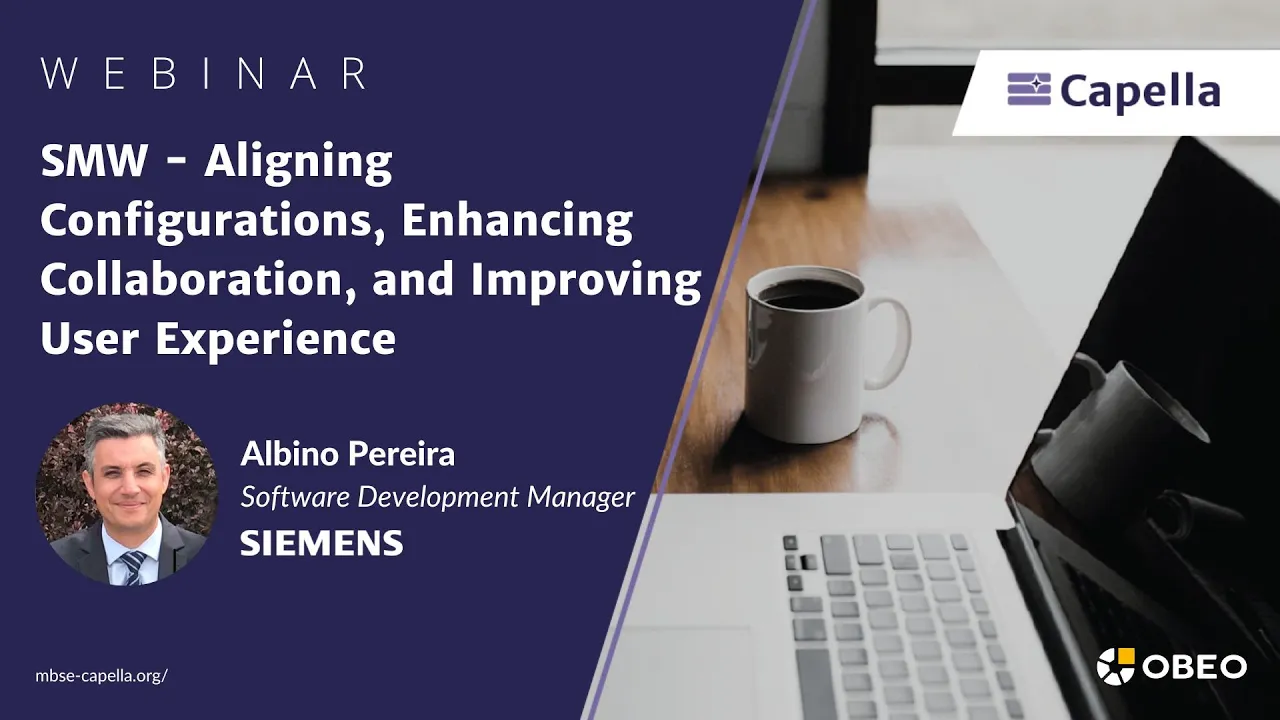 WEBINAR
SMW - Aligning
Configurations, Enhancing
Collaboration, and Improving
User Experience
Albino Pereira
Software Development Manager
SIEMENS
mbse-capella.org/
Capella
OBEO